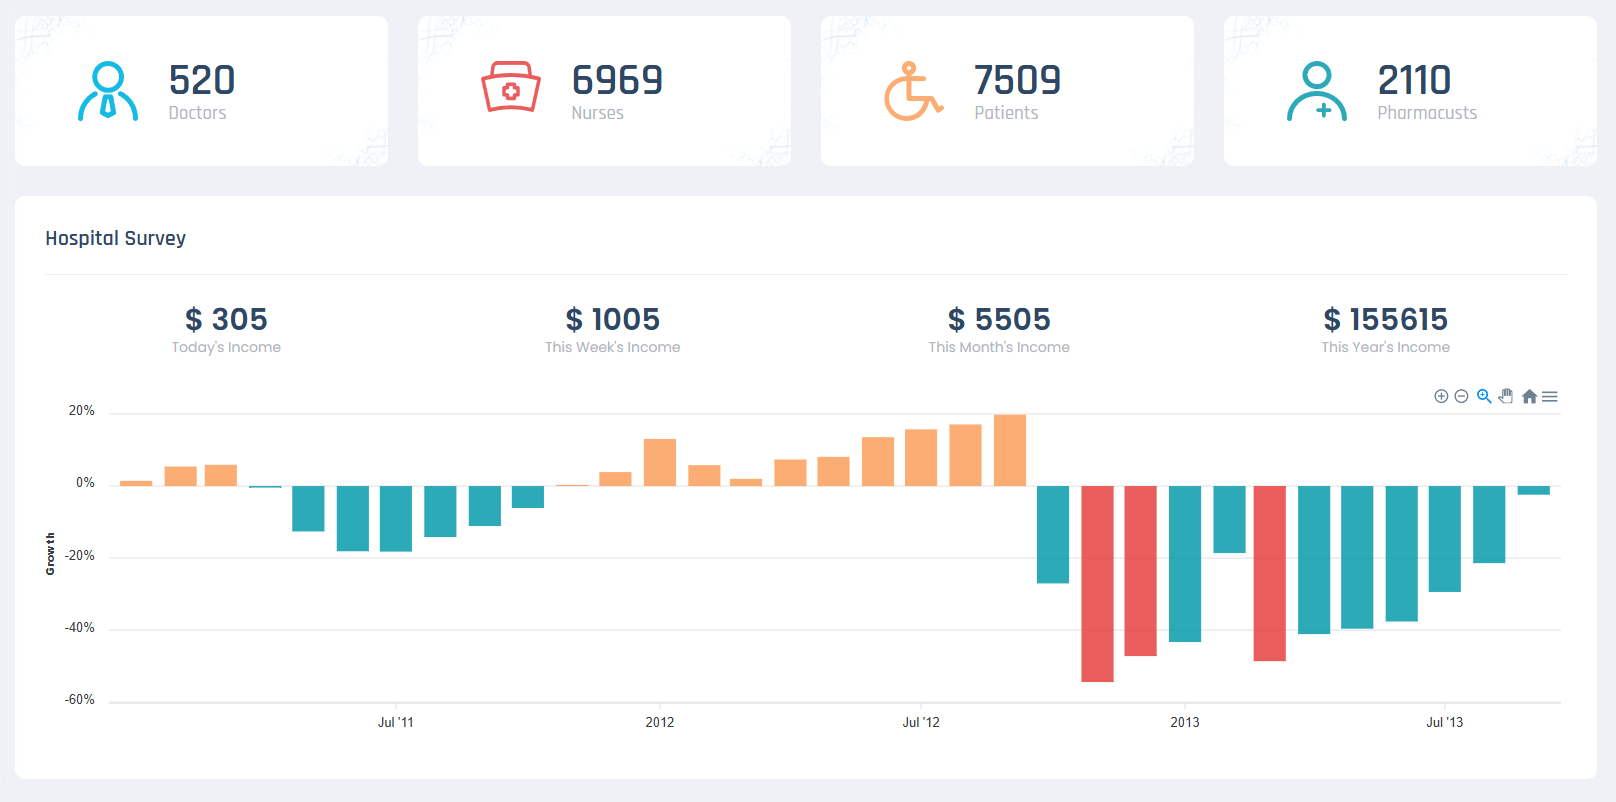 520
Doctors
6969
Nurses
7509
Patients
2110
Pharmacusts
Hospital Survey
$ 305
Today's Income
$ 1005
This Week's Income
$ 5505
This Month's Income
$ 155615
This Year's Income
20%
0%
-20%
-40%
-60%
Growth
Jul '11
2012
Jul '12
2013
Jul '13